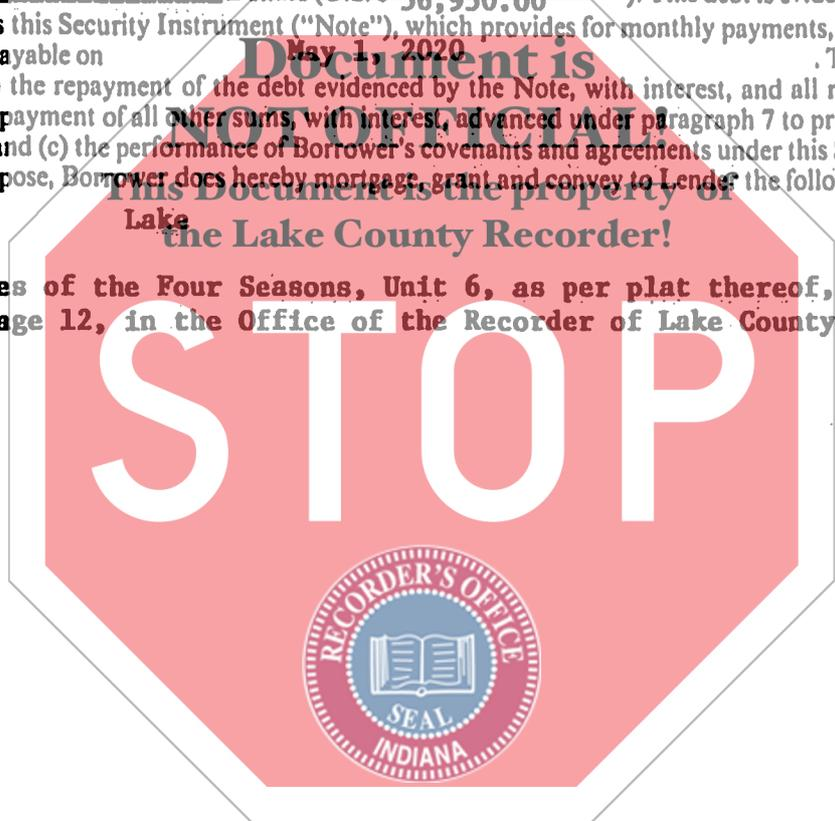 56,950.00
this Security Instrument ("Note"), which provides for monthly payments,
ayable on May 1, 2020 .
the repayment of the debt evidenced by the Note, with interest, and all
payment of all other sums, with interest, advanced under paragraph 7 to pr
nd (c) the performance of Borrower's covenants and agreements under this
pose, Borrower does hereby mortgage, grant and convey to Lender the follo
Lake
es of the Four Seasons, Unit 6, as per plat thereof,
age 12, in the Office of the Recorder of Lake County
Document is
NOT OFFICIAL!
This Document is the property of
the Lake County Recorder!
STOP
RECORDER'S OFFICE
SEAL
INDIANA